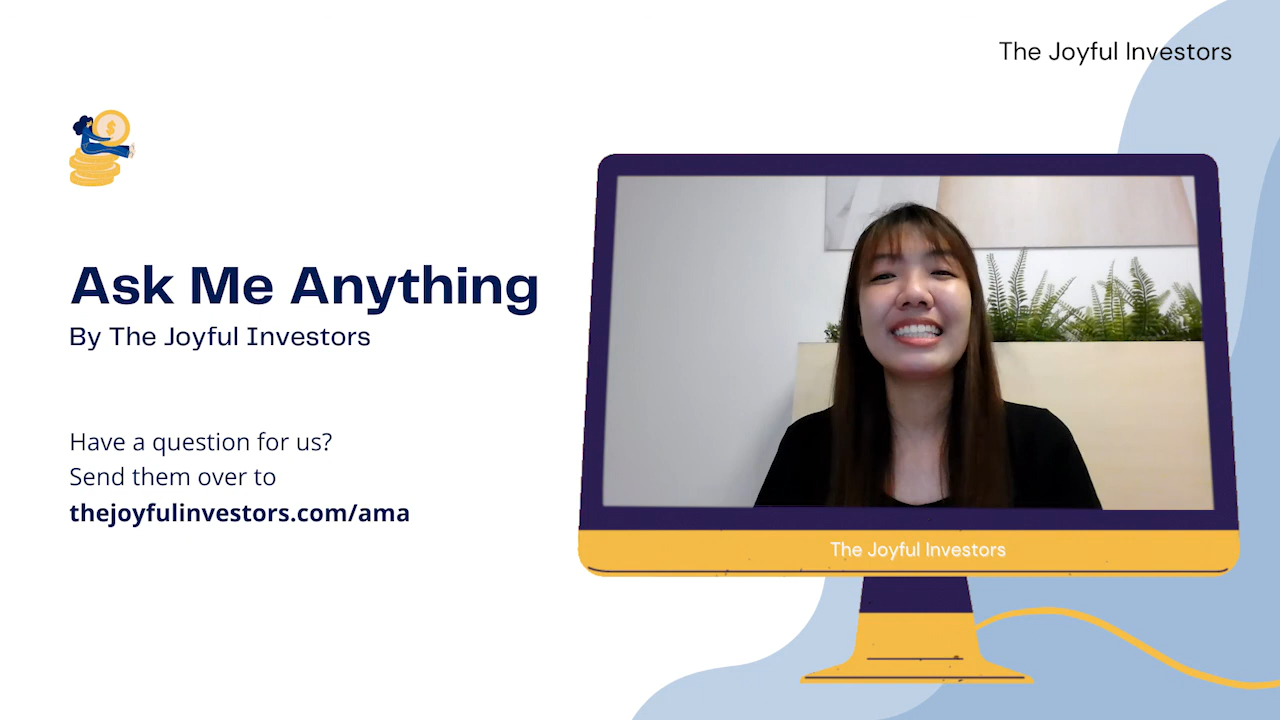 The Joyful Investors
Ask Me Anything
By The Joyful Investors
Have a question for us?
Send them over to
thejoyfulinvestors.com/ama
The Joyful Investors